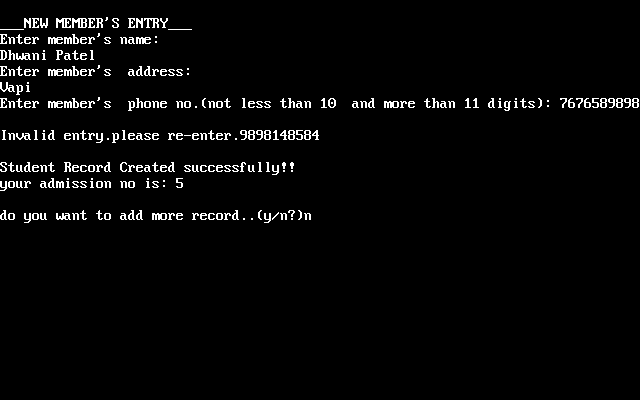 ___NEW MEMBER'S ENTRY___
Enter member's name:
Dhwani Patel
Enter member's  address:
Vapi
Enter member's  phone no.(not less than 10  and more than 11 digits): 7676589898
Invalid entry.please re-enter.9898148584
Student Record Created successfully!!
your admission no is: 5
do you want to add more record..(y/n?)n